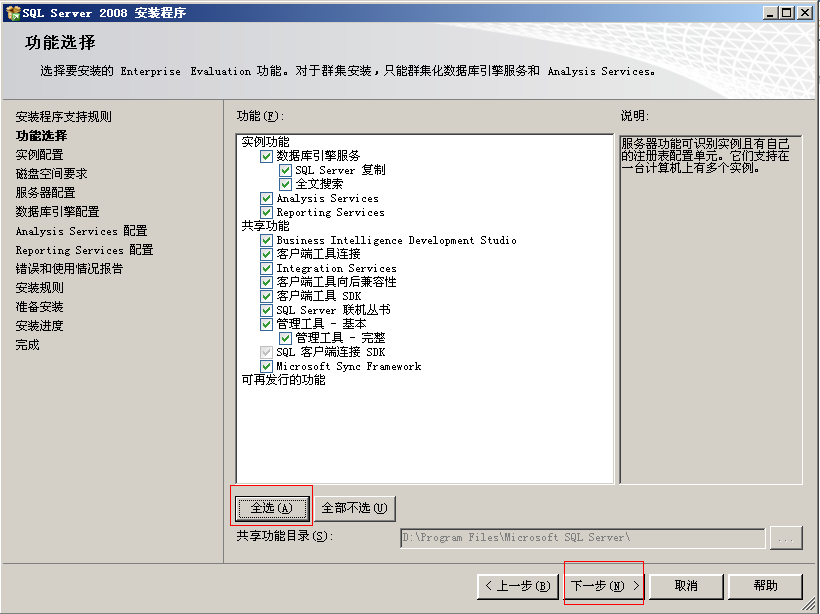 SQL Server 2008 安装程序
功能选择
选择要安装的 Enterprise Evaluation 功能。对于群集安装,只能群集化数据库引擎服务和 Analysis Services。
安装程序支持规则
功能选择
实例配置
磁盘空间要求
服务器配置
数据库引擎配置
Analysis Services 配置
Reporting Services 配置
错误和使用情况报告
安装规则
准备安装
安装进度
完成
功能(F):
实例功能
数据库引擎服务
SQL Server 复制
全文搜索
Analysis Services
Reporting Services
共享功能
Business Intelligence Development Studio
客户端工具连接
Integration Services
客户端工具向后兼容性
客户端工具 SDK
SQL Server 联机丛书
管理工具 - 基本
管理工具 - 完整
SQL 客户端连接 SDK
Microsoft Sync Framework
可再发行的功能
说明:
服务器功能可识别实例且有自己
的注册表配置单元。它们支持在
一台计算机上有多个实例。
全选(A) 全部不选(U)
共享功能目录(S): D:\Program Files\Microsoft SQL Server\ ...
< 上一步(B) 下一步(N) > 取消 帮助